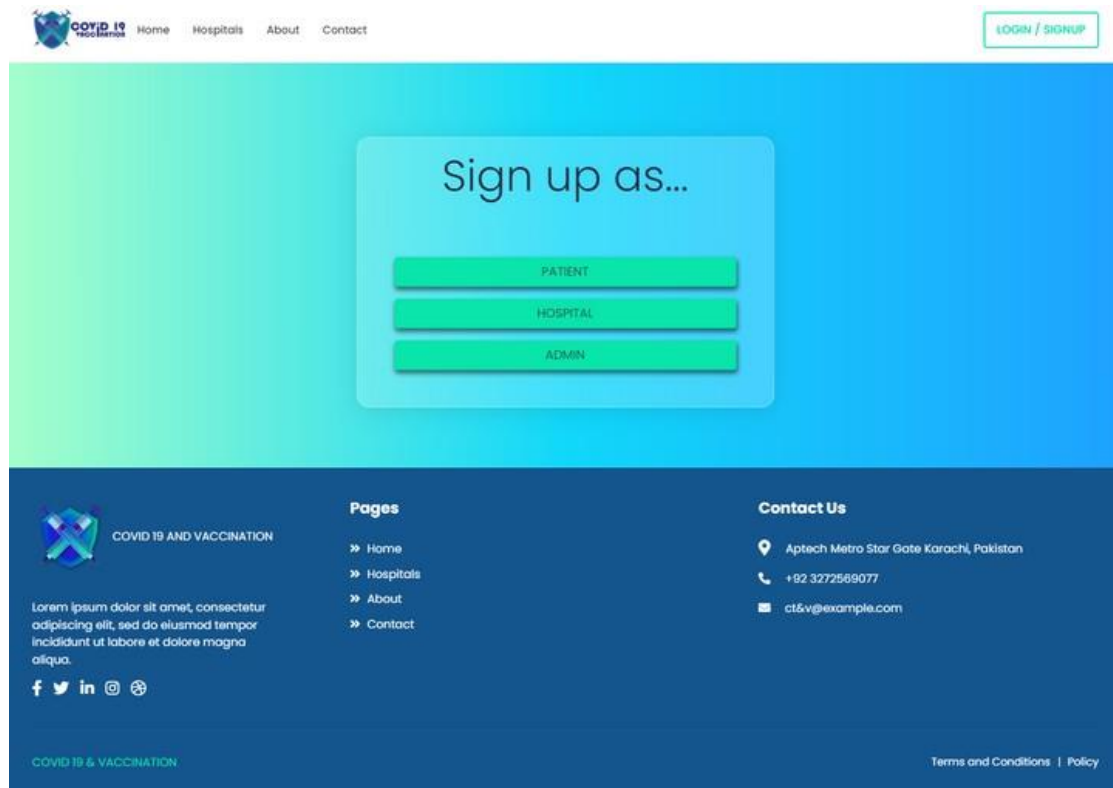 COVID 19
VACCINATION
Home
Hospitals
About
Contact
LOGIN / SIGNUP
Sign up as...
PATIENT
HOSPITAL
ADMIN
COVID 19 AND VACCINATION
Lorem ipsum dolor sit amet, consectetur
adipiscing elit, sed do eiusmod tempor
incididunt ut labore et dolore magna
aliqua.
Pages
Home
Hospitals
About
Contact
Contact Us
Aptech Metro Star Gate Karachi, Pakistan
+92 3272569077
ct&v@example.com
COVID 19 & VACCINATION
Terms and Conditions | Policy